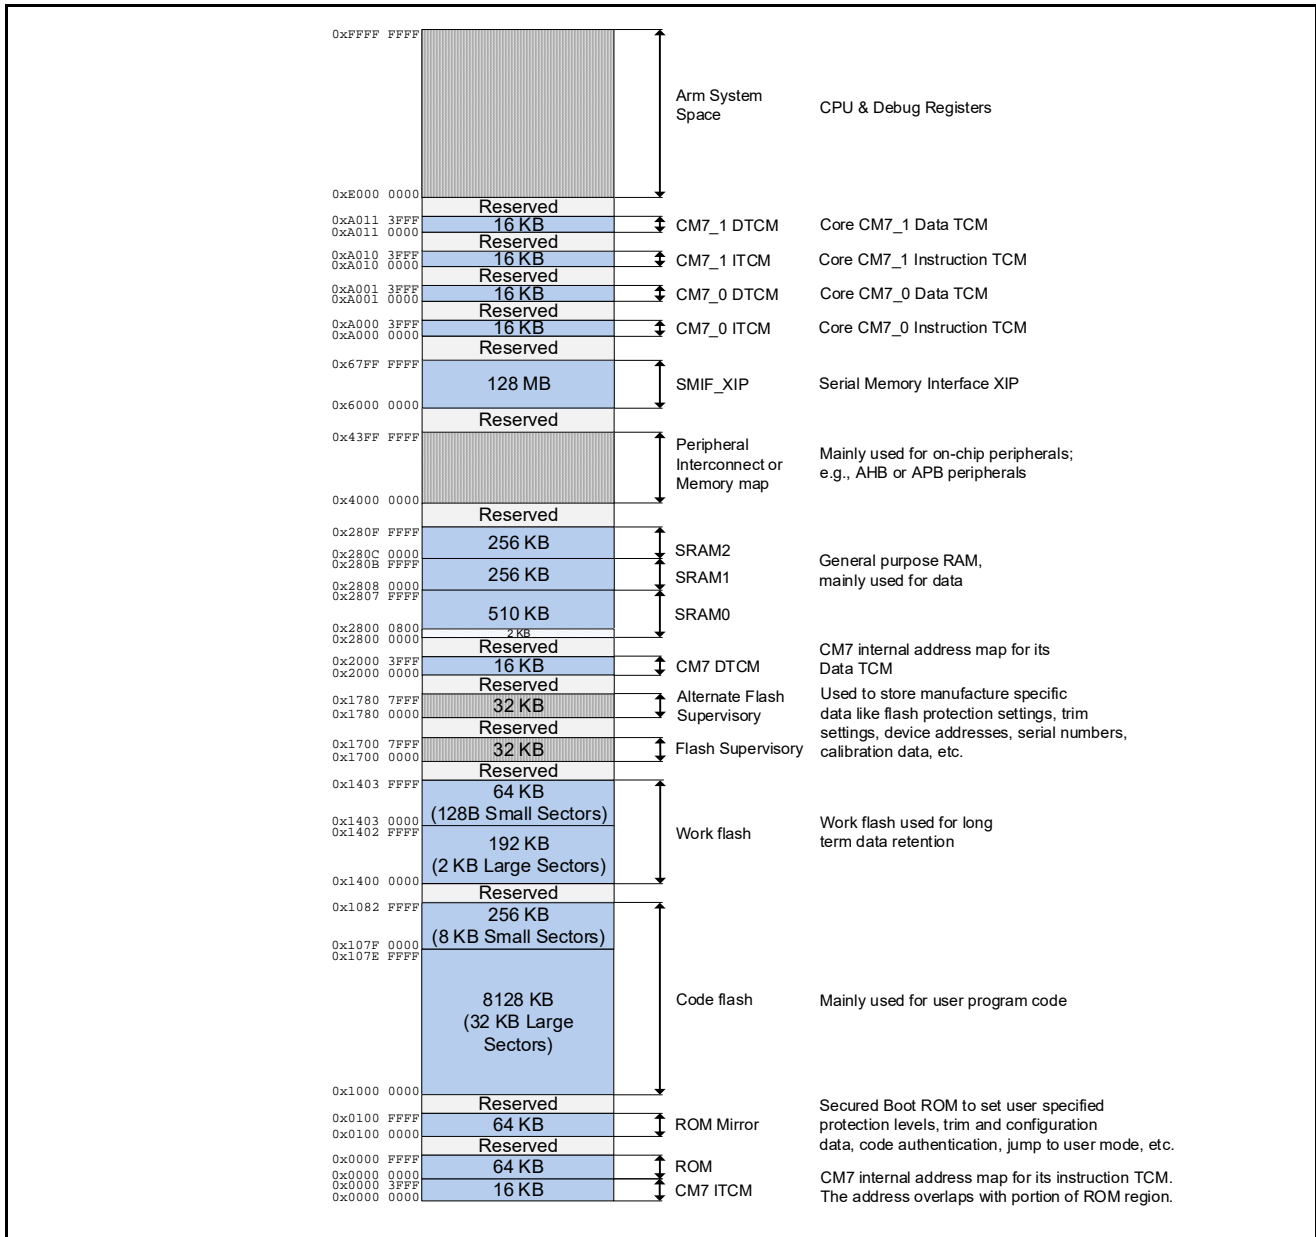 0xFFFF FFFF
Arm System
Space
CPU & Debug Registers
0xE000 0000
Reserved
0xA011 3FFF
16 KB
CM7_1 DTCM
Core CM7_1 Data TCM
0xA011 0000
Reserved
0xA010 3FFF
16 KB
CM7_1 ITCM
Core CM7_1 Instruction TCM
0xA010 0000
Reserved
0xA001 3FFF
16 KB
CM7_0 DTCM
Core CM7_0 Data TCM
0xA001 0000
Reserved
0xA000 3FFF
16 KB
CM7_0 ITCM
Core CM7_0 Instruction TCM
0xA000 0000
Reserved
0x67FF FFFF
128 MB
SMIF_XIP
Serial Memory Interface XIP
0x6000 0000
Reserved
0x43FF FFFF
Peripheral
Interconnect or
Memory map
Mainly used for on-chip peripherals;
e.g., AHB or APB peripherals
0x4000 0000
Reserved
0x280F FFFF
256 KB
SRAM2
0x280C 0000
0x280B FFFF
256 KB
SRAM1
General purpose RAM,
mainly used for data
0x2808 0000
0x2807 FFFF
510 KB
SRAM0
0x2800 0800
2 KB
0x2800 0000
Reserved
CM7 internal address map for its
Data TCM
0x2000 3FFF
16 KB
CM7 DTCM
0x2000 0000
Reserved
0x1780 7FFF
32 KB
Alternate Flash
Supervisory
0x1780 0000
Used to store manufacture specific
data like flash protection settings, trim
settings, device addresses, serial numbers,
calibration data, etc.
Reserved
0x1700 7FFF
32 KB
Flash Supervisory
0x1700 0000
Reserved
0x1403 FFFF
64 KB
(128B Small Sectors)
0x1403 0000
0x1402 FFFF
192 KB
(2 KB Large Sectors)
Work flash
Work flash used for long
term data retention
0x1400 0000
Reserved
0x1082 FFFF
256 KB
(8 KB Small Sectors)
0x107F 0000
0x107E FFFF
8128 KB
(32 KB Large
Sectors)
Code flash
Mainly used for user program code
0x1000 0000
Reserved
0x0100 FFFF
64 KB
ROM Mirror
0x0100 0000
Secured Boot ROM to set user specified
protection levels, trim and configuration
data, code authentication, jump to user mode, etc.
Reserved
0x0000 FFFF
64 KB
ROM
0x0000 0000
0x0000 3FFF
16 KB
CM7 ITCM
0x0000 0000
CM7 internal address map for its instruction TCM.
The address overlaps with portion of ROM region.